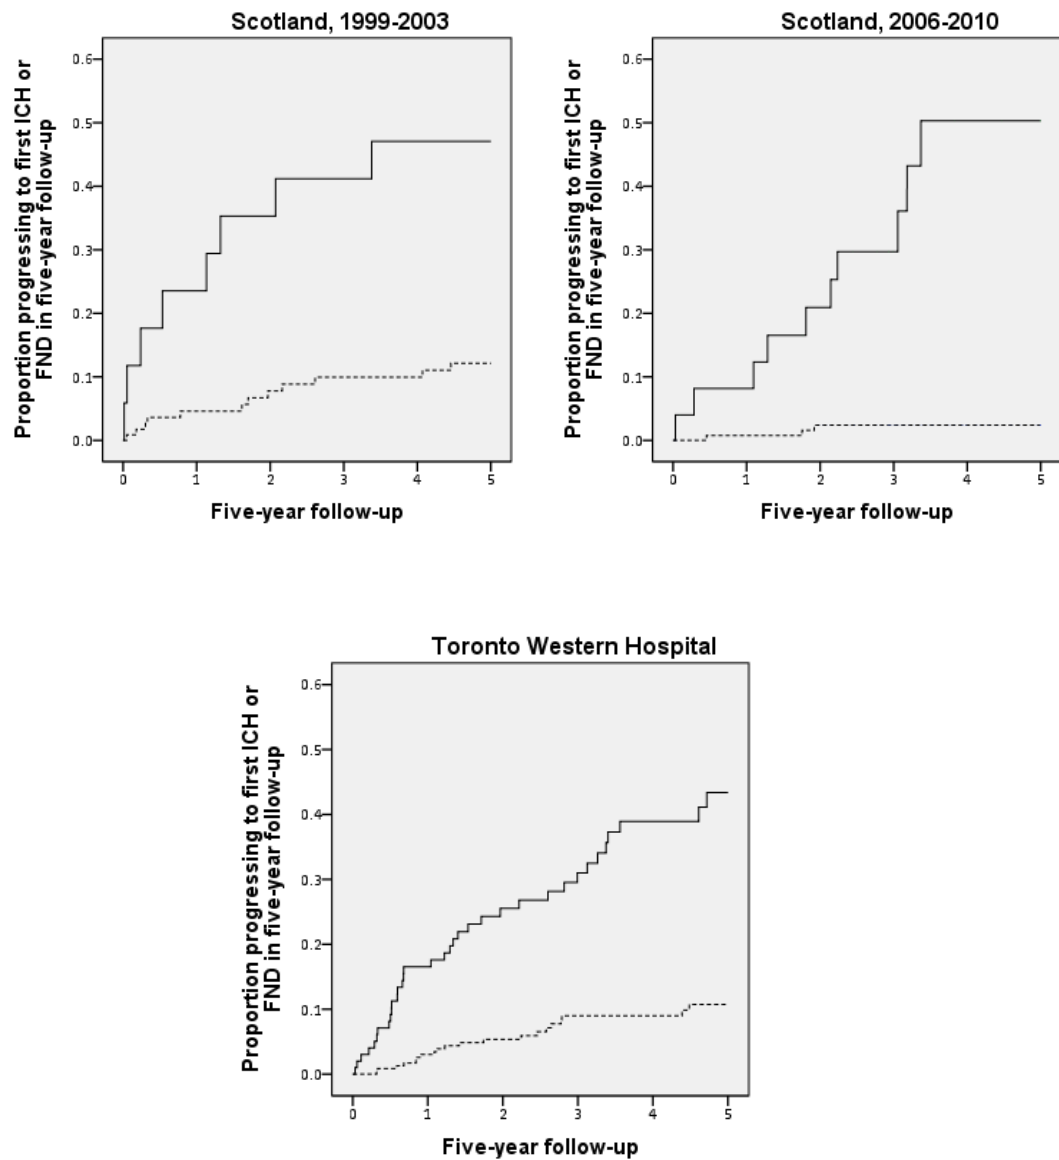 Scotland, 1999-2003
Proportion progressing to first ICH or
FND in five-year follow-up
0.6
0.5
0.4
0.3
0.2
0.1
0.0
0 1 2 3 4 5
Five-year follow-up
Scotland, 2006-2010
Proportion progressing to first ICH or
FND in five-year follow-up
0.6
0.5
0.4
0.3
0.2
0.1
0.0
0 1 2 3 4 5
Five-year follow-up
Toronto Western Hospital
Proportion progressing to first ICH or
FND in five-year follow-up
0.6
0.5
0.4
0.3
0.2
0.1
0.0
0 1 2 3 4 5
Five-year follow-up